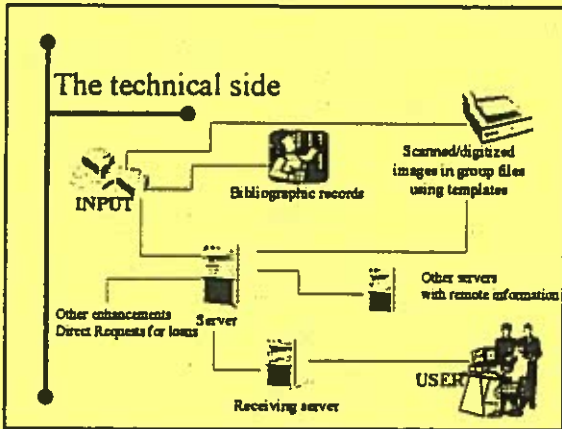 The technical side
Scanned/digitized
images in group files
using templates
Bibliographic records
INPUT
Other servers
with remote information
Other enhancements
Direct Requests for loans
Server
USER
Receiving server